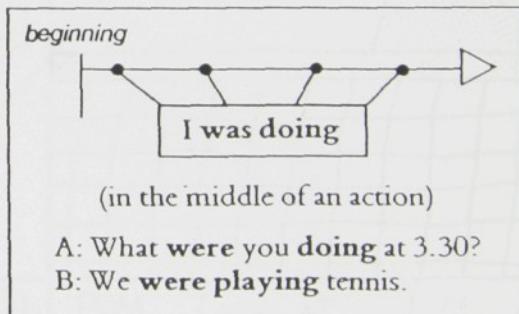 beginning
I was doing
(in the middle of an action)
A: What were you doing at 3.30?
B: We were playing tennis.